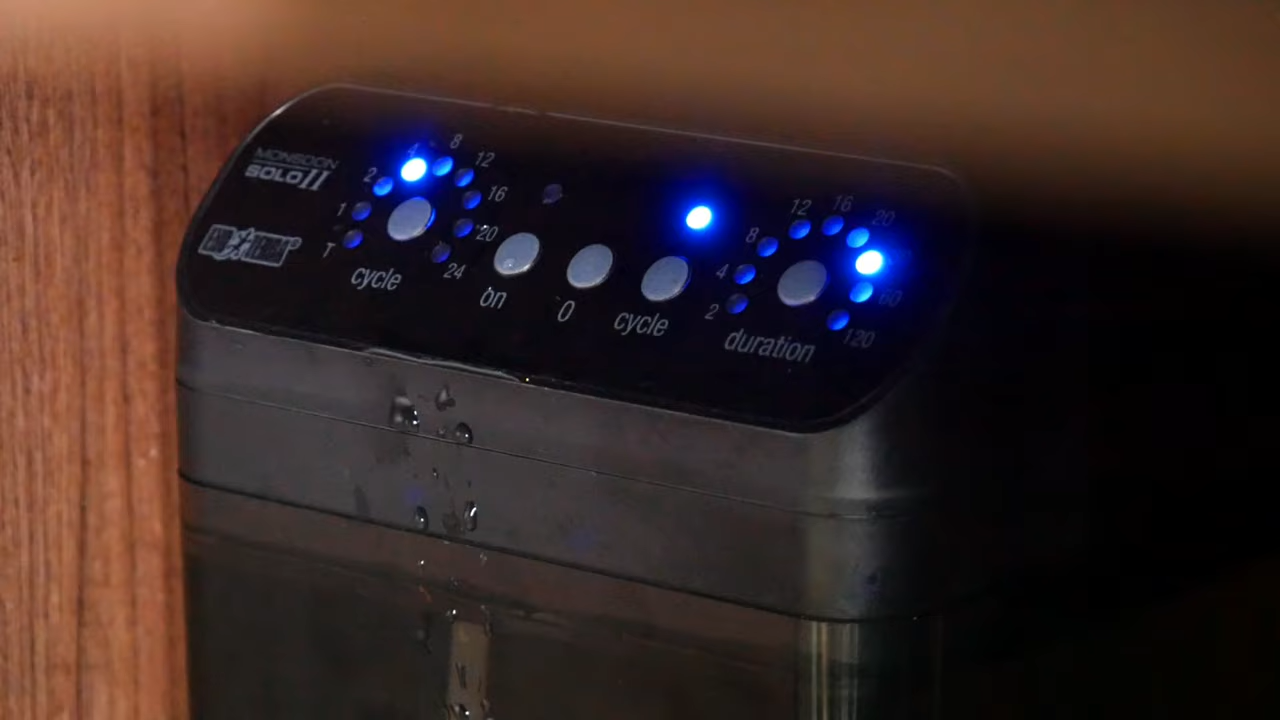 MONSOON
SOLO II
EXO TERRA®
T
1
2
4
8
12
16
20
24
cycle
on
0
cycle
2
4
8
12
16
20
60
120
duration